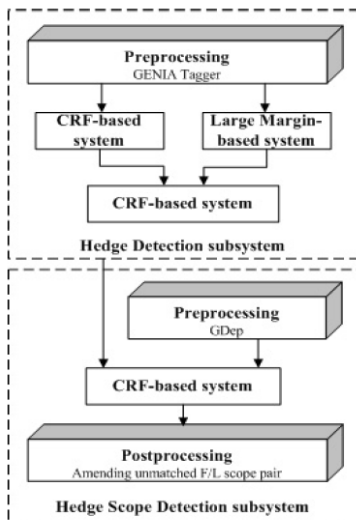 Preprocessing
GENIA Tagger
CRF-based
system
Large Margin-
based system
CRF-based system
Hedge Detection subsystem
Preprocessing
GDep
CRF-based system
Postprocessing
Amending unmatched F/L scope pair
Hedge Scope Detection subsystem